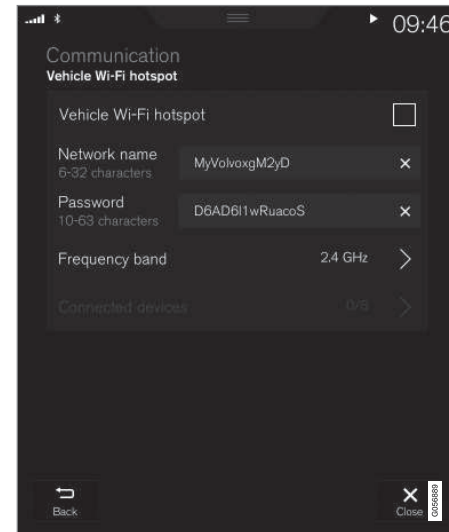 09:46
Communication
Vehicle Wi-Fi hotspot
Vehicle Wi-Fi hotspot
Network name
6-32 characters
MyVolvoxgM2yD
Password
10-63 characters
D6AD6l1wRuacoS
Frequency band 2,4 GHz
Connected devices 0/8
Back
Close
G056889